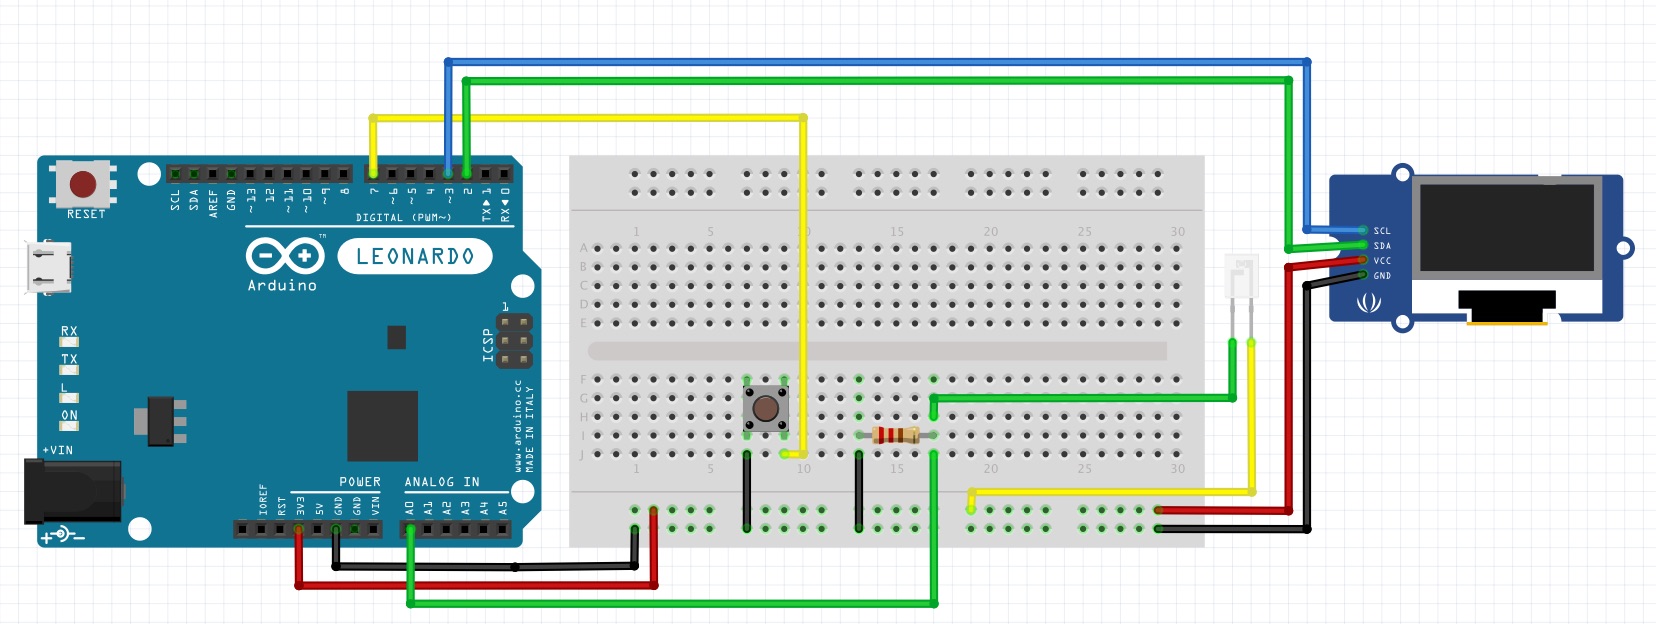 RESET
SCL
SDA
AREF
GND
~13
12
~11
~10
~9
8
7
~6
~5
4
~3
2
TX▶1
RX◀0
DIGITAL (PWM~)
TM
LEONARDO
Arduino
1
ICSP
RX
TX
L
ON
+VIN
www.arduino.cc
MADE IN ITALY
POWER
ANALOG IN
IOREF
RST
3V3
5V
GND
GND
VIN
A0
A1
A2
A3
A4
A5
1 5 10 15 20 25 30
A A
B B
C C
D D
E E
F F
G G
H H
I I
J J
1 5 10 15 20 25 30
SCL
SDA
VCC
GND